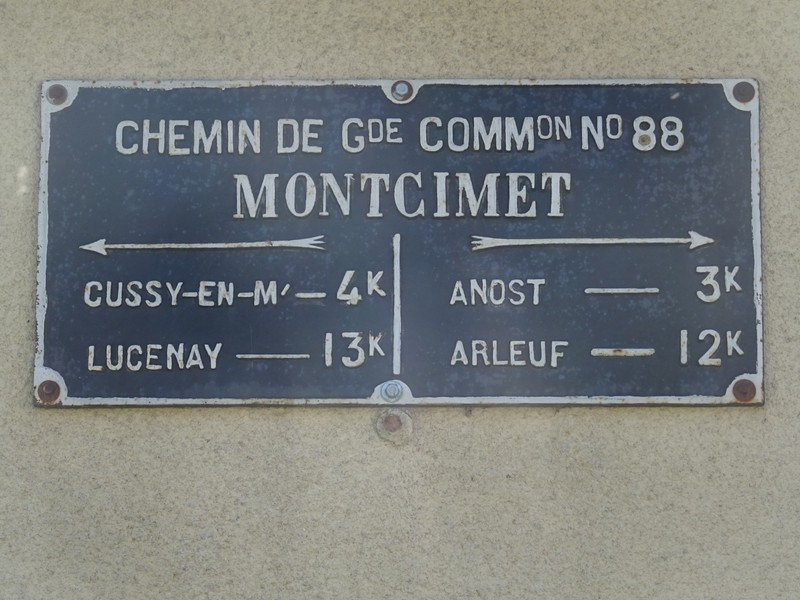 CHEMIN DE GDE COMMON NO 88
MONTCIMET
CUSSY-EN-M' — 4K
LUCENAY — 13K
ANOST — 3K
ARLEUF — 12K